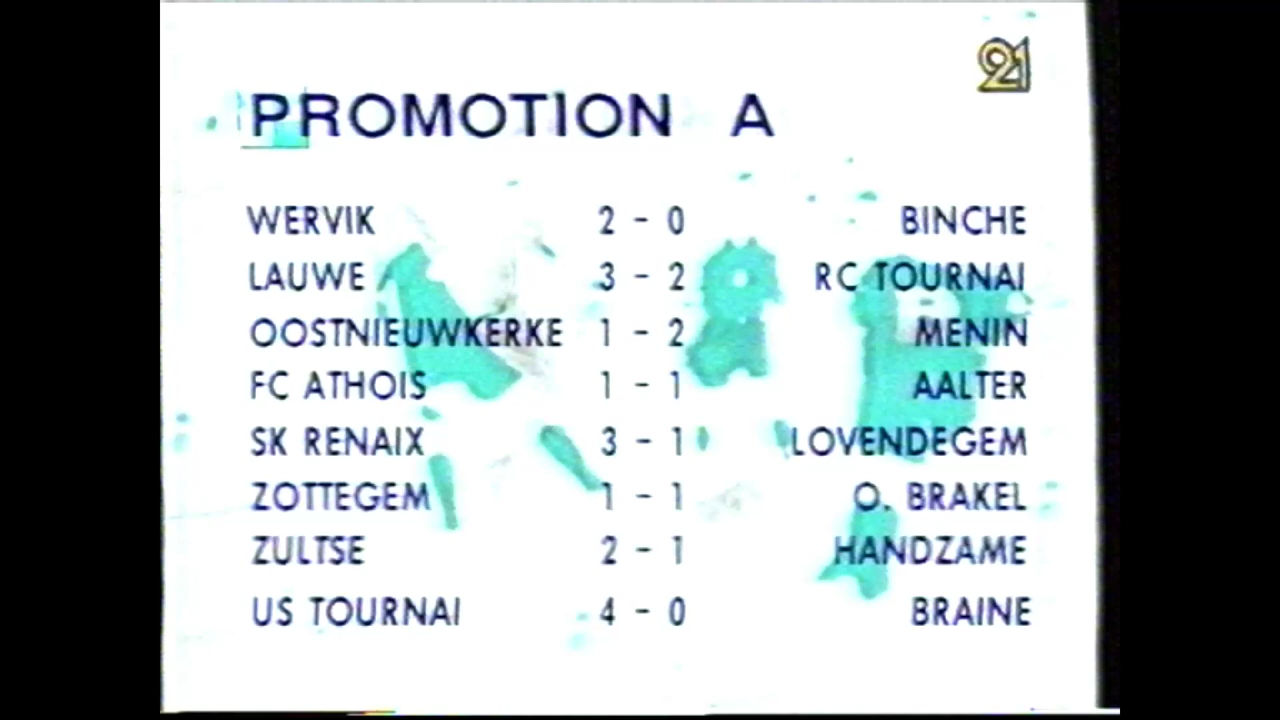 21
PROMOTION A
WERVIK 2 - 0 BINCHE
LAUWE 3 - 2 RC TOURNAI
OOSTNIEUWKERKE 1 - 2 MENIN
FC ATHOIS 1 - 1 AALTER
SK RENAIX 3 - 1 LOVENDEGEM
ZOTTEGEM 1 - 1 O. BRAKEL
ZULTSE 2 - 1 HANDZAME
US TOURNAI 4 - 0 BRAINE